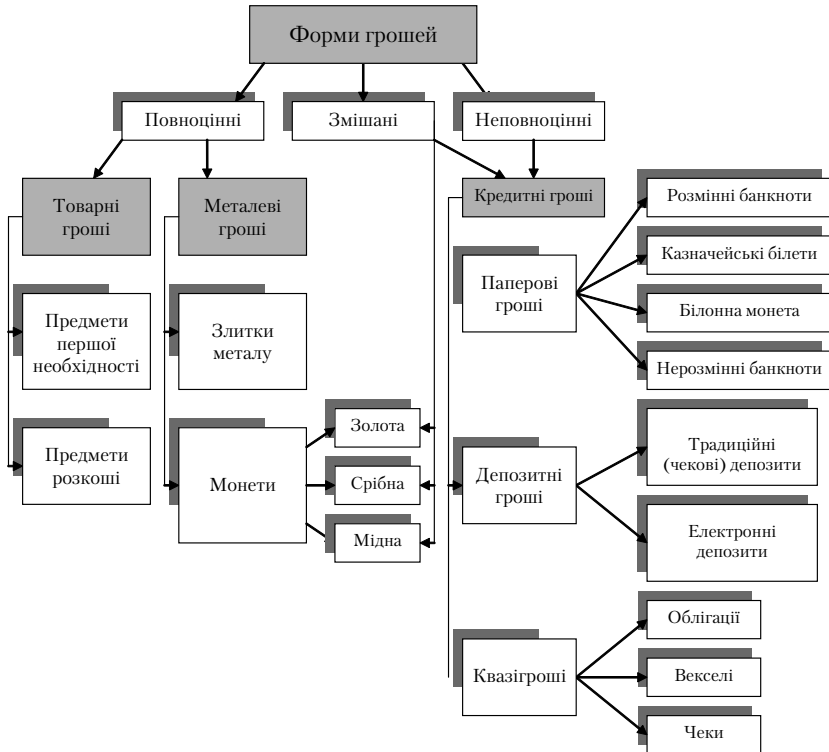 Форми грошей
Повноцінні
Змішані
Неповноцінні
Товарні
гроші
Металеві
гроші
Кредитні гроші
Розмінні банкноти
Казначейські білети
Білонна монета
Нерозмінні банкноти
Паперові
гроші
Предмети
першої
необхідності
Злитки
металу
Предмети
розкоші
Монети
Золота
Срібна
Мідна
Депозитні
гроші
Традиційні
(чекові) депозити
Електронні
депозити
Квазігроші
Облігації
Векселі
Чеки